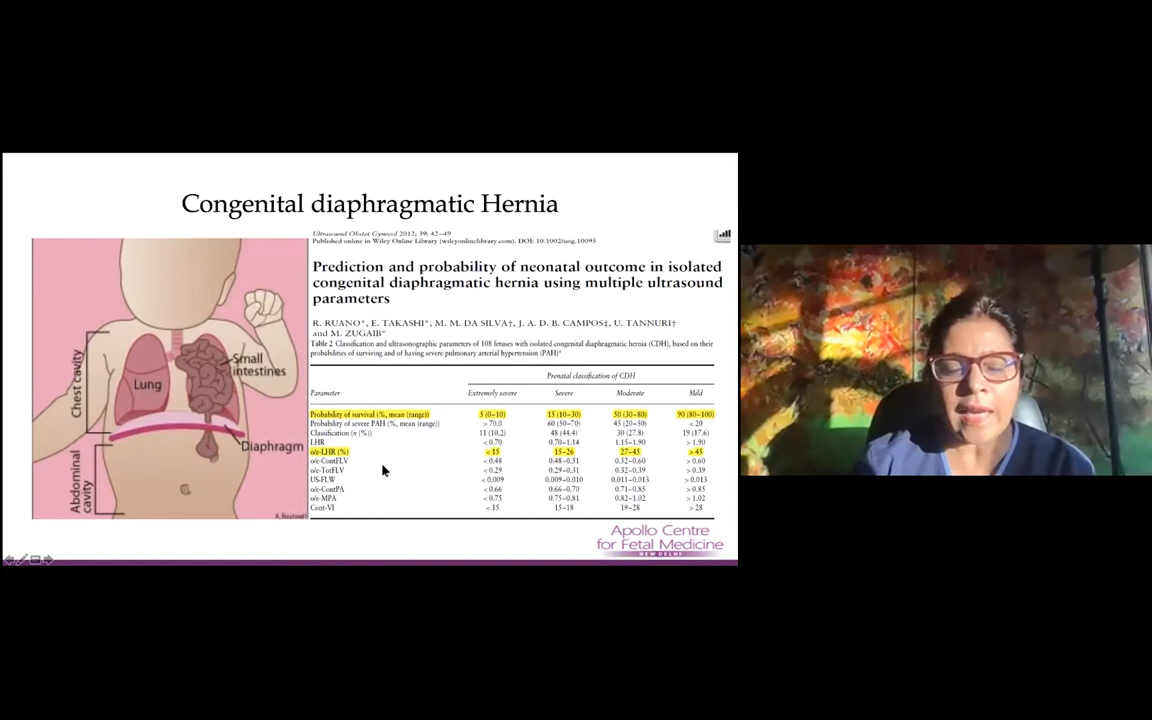 Congenital diaphragmatic Hernia
Chest cavity
Lung
Small
intestines
Diaphragm
Abdominal
cavity
Ultrasound Obstet Gynecol 2012; 39: 42–49
Published online in Wiley Online Library (wileyonlinelibrary.com). DOI: 10.1002/uog.10095
Prediction and probability of neonatal outcome in isolated
congenital diaphragmatic hernia using multiple ultrasound
parameters
R. RUANO*, E. TAKASHI*, M. M. DA SILVA†, J. A. D. B. CAMPOS‡, U. TANNURI†
and M. ZUGAIB*
Table 2 Classification and ultrasonographic parameters of 108 fetuses with isolated congenital diaphragmatic hernia (CDH), based on their
probabilities of surviving and of having severe pulmonary arterial hypertension (PAH)*
Prenatal classification of CDH
Parameter Extremely severe Severe Moderate Mild
Probability of survival (%, mean (range)) 5 (0–10) 15 (10–30) 50 (30–80) 90 (80–100)
Probability of severe PAH (%, mean (range)) > 70.0 60 (50–70) 45 (20–50) < 20
Classification (n (%)) 11 (10.2) 48 (44.4) 30 (27.8) 19 (17.6)
LHR < 0.70 0.70–1.14 1.15–1.90 > 1.90
o/e-LHR (%) < 15 15–26 27–45 > 45
o/e-ContFLV < 0.48 0.48–0.51 0.52–0.60 > 0.60
o/e-TotFLV < 0.29 0.29–0.31 0.32–0.39 > 0.39
US-FLW < 0.009 0.009–0.010 0.011–0.013 > 0.013
o/e-ContPA < 0.66 0.66–0.70 0.71–0.85 > 0.85
o/e-MPA < 0.75 0.75–0.81 0.82–1.02 > 1.02
Cont-VI < 15 15–18 19–28 > 28
Apollo Centre
for Fetal Medicine
NEW DELHI